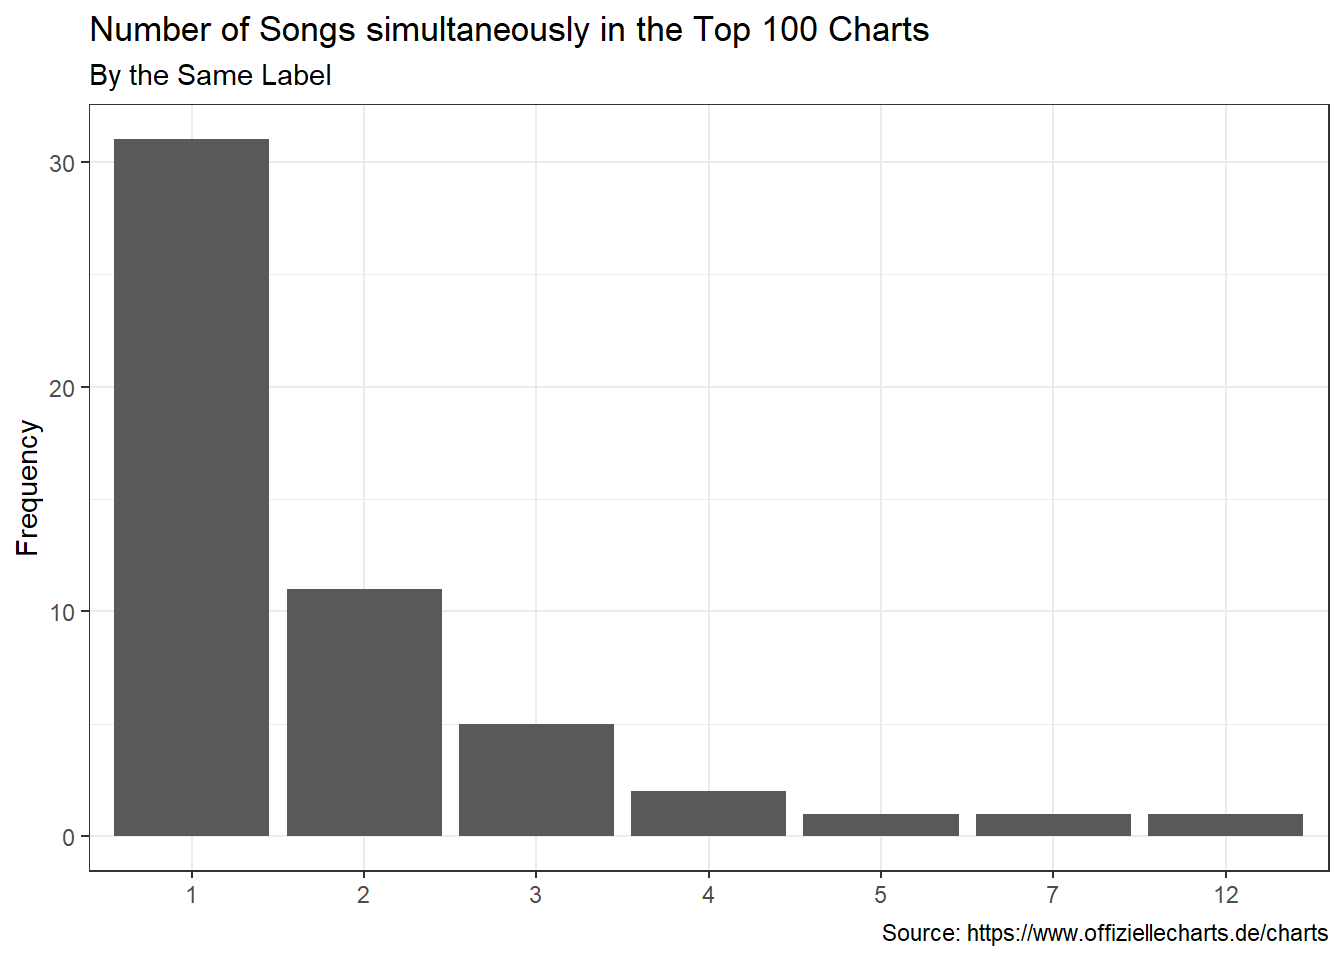 Number of Songs simultaneously in the Top 100 Charts
By the Same Label
Frequency
30
20
10
0
1 2 3 4 5 7 12
Source: https://www.offiziellecharts.de/charts